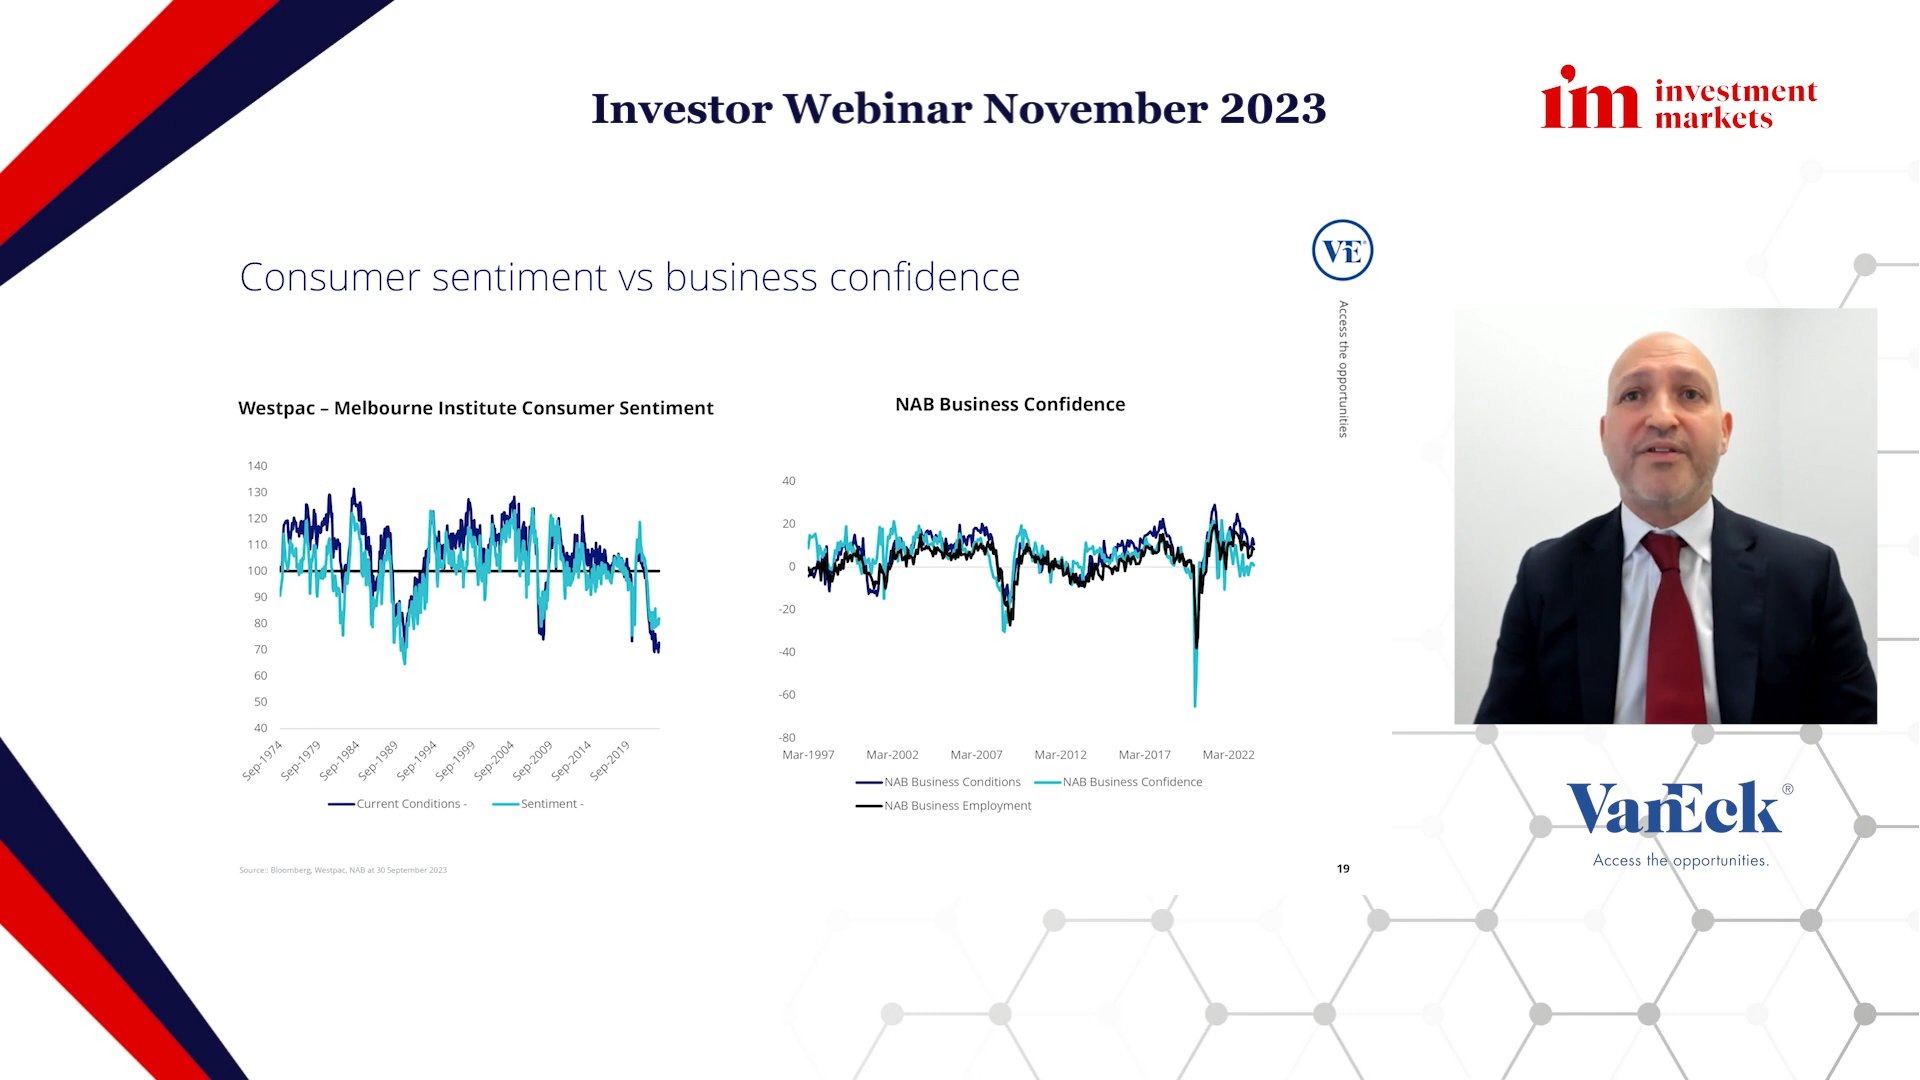 Investor Webinar November 2023
im investment
markets
VE
Access the opportunities
Consumer sentiment vs business confidence
Westpac – Melbourne Institute Consumer Sentiment
140
130
120
110
100
90
80
70
60
50
40
Sep-1974
Sep-1979
Sep-1984
Sep-1989
Sep-1994
Sep-1999
Sep-2004
Sep-2009
Sep-2014
Sep-2019
Current Conditions - Sentiment -
NAB Business Confidence
40
20
0
-20
-40
-60
-80
Mar-1997 Mar-2002 Mar-2007 Mar-2012 Mar-2017 Mar-2022
NAB Business Conditions NAB Business Confidence
NAB Business Employment
Source:: Bloomberg, Westpac, NAB at 30 September 2023
19
VanEck®
Access the opportunities.